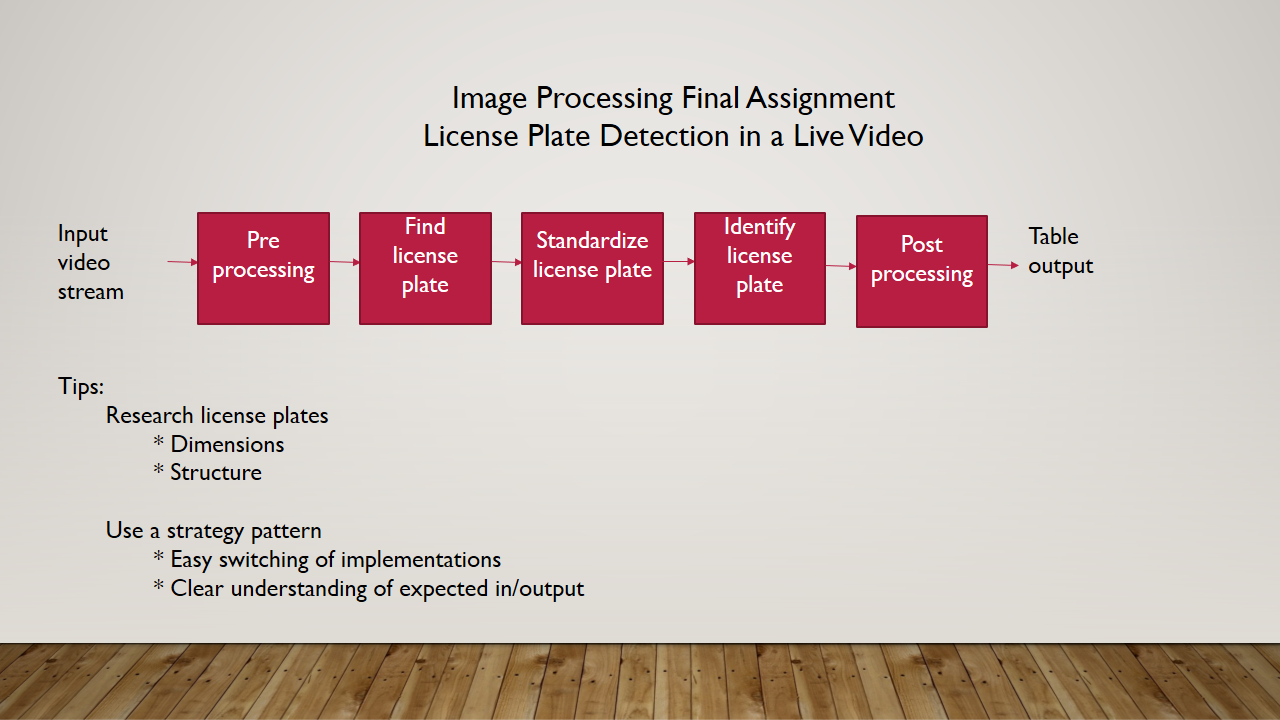 Image Processing Final Assignment
License Plate Detection in a Live Video
Input
video
stream
Pre
processing
Find
license
plate
Standardize
license plate
Identify
license
plate
Post
processing
Table
output
Tips:
Research license plates
* Dimensions
* Structure
Use a strategy pattern
* Easy switching of implementations
* Clear understanding of expected in/output